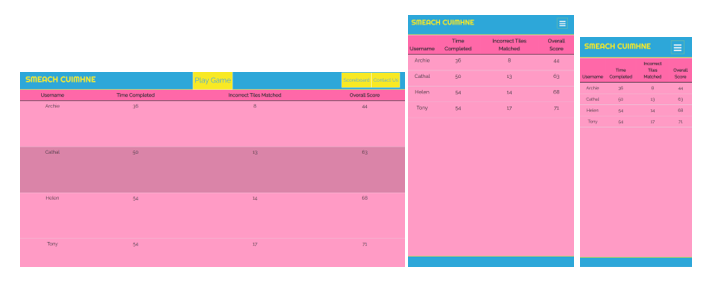 SMEACH CUIMHNE Play Game Scoreboard Contact Us
Username Time Completed Incorrect Tiles Matched Overall Score
Archie 36 8 44
Cathal 50 13 63
Helen 54 14 68
Tony 54 17 71
SMEACH CUIMHNE
Username Time Completed Incorrect Tiles Matched Overall Score
Archie 36 8 44
Cathal 50 13 63
Helen 54 14 68
Tony 54 17 71
SMEACH CUIMHNE
Username Time Completed Incorrect Tiles Matched Overall Score
Archie 36 8 44
Cathal 50 13 63
Helen 54 14 68
Tony 54 17 71